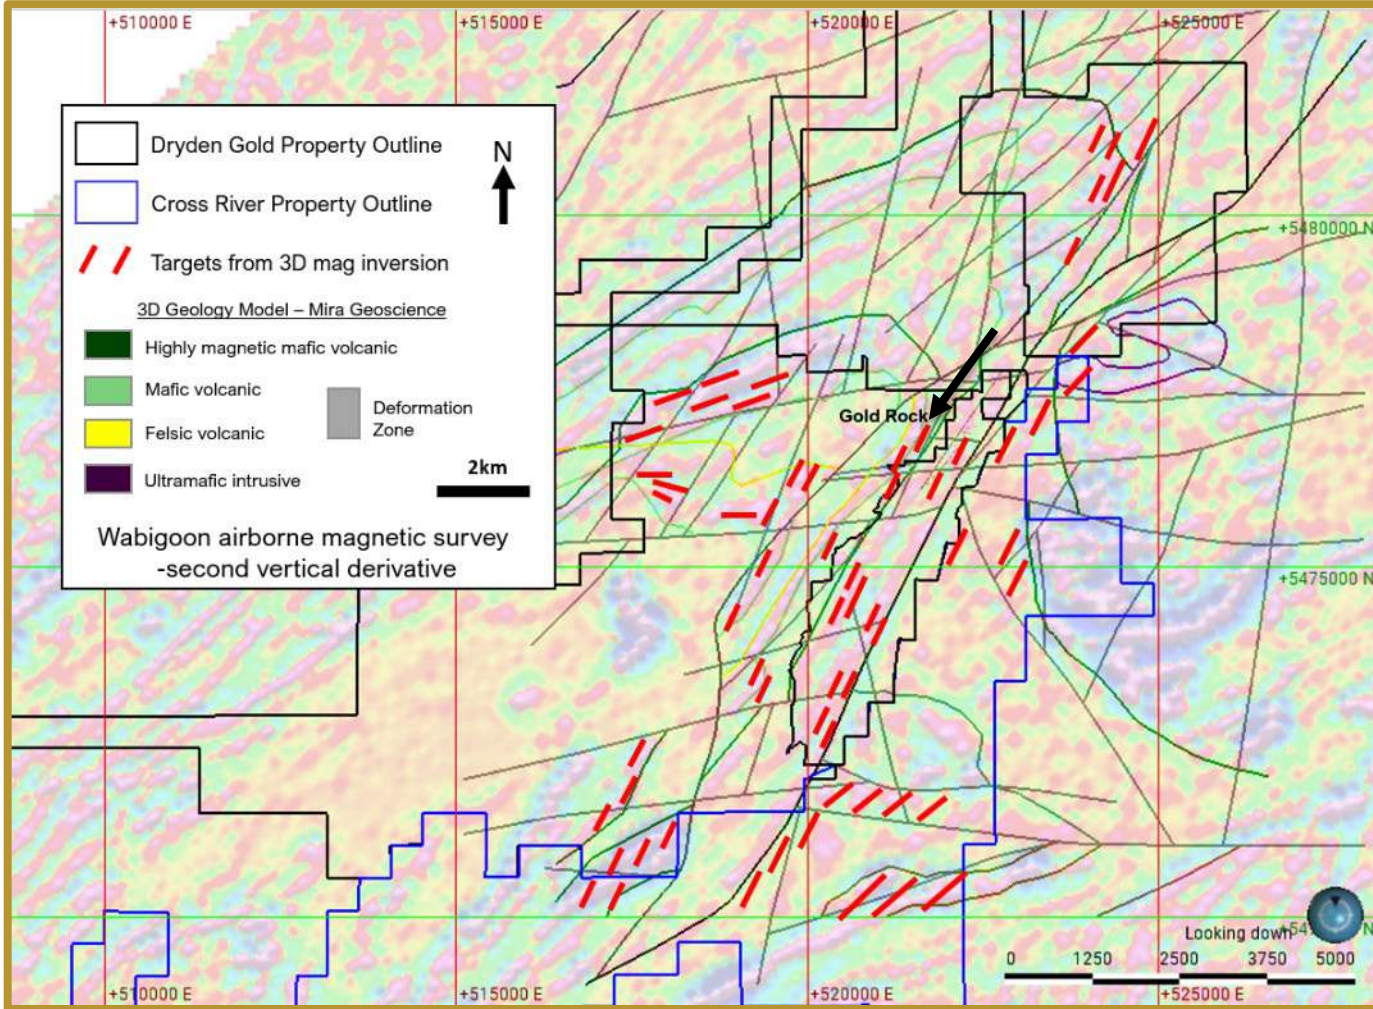 +510000 E
+515000 E
+520000 E
+525000 E
Dryden Gold Property Outline
N
Cross River Property Outline
Targets from 3D mag inversion
3D Geology Model – Mira Geoscience
Highly magnetic mafic volcanic
Mafic volcanic
Felsic volcanic
Deformation
Zone
Ultramafic intrusive
2km
Wabigoon airborne magnetic survey
-second vertical derivative
+5480000 N
Gold Rock
+5475000 N
Looking down
0 1250 2500 3750 5000
+510000 E
+515000 E
+520000 E
+525000 E